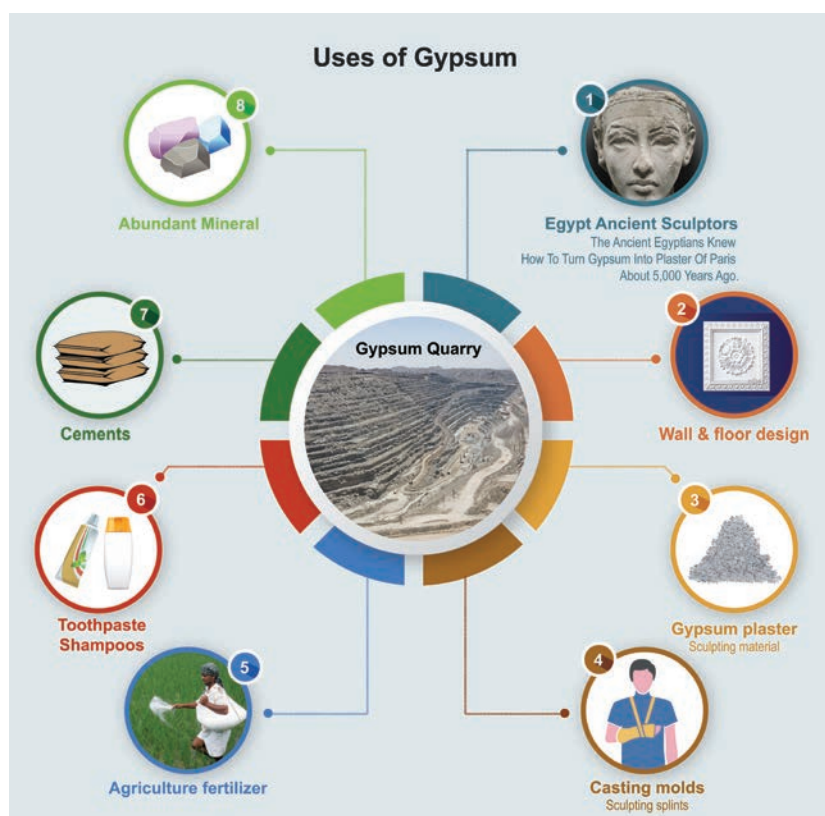 Uses of Gypsum
1
Egypt Ancient Sculptors
The Ancient Egyptians Knew
How To Turn Gypsum Into Plaster Of Paris
About 5,000 Years Ago.
2
Wall & floor design
3
Gypsum plaster
Sculpting material
4
Casting molds
Sculpting splints
5
Agriculture fertilizer
6
Toothpaste
Shampoos
7
Cements
8
Abundant Mineral
Gypsum Quarry